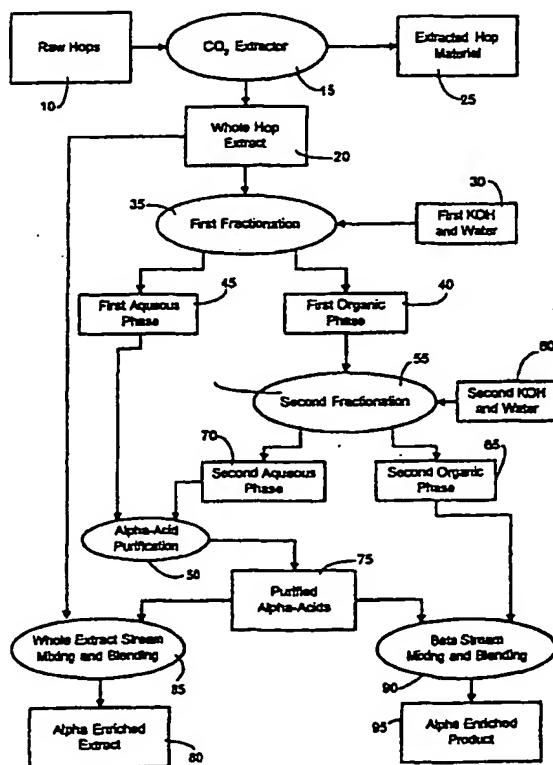 Raw Hops
10
CO₂ Extractor
15
Extracted Hop
Material
25
Whole Hop
Extract
20
30
First KOH
and Water
35
First Fractionation
45
First Aqueous
Phase
40
First Organic
Phase
55
Second Fractionation
60
Second KOH
and Water
70
Second Aqueous
Phase
65
Second Organic
Phase
Alpha-Acid
Purification
50
75
Purified
Alpha-Acids
Whole Extract Stream
Mixing and Blending
85
Beta Stream
Mixing and Blending
90
Alpha Enriched
Extract
80
95
Alpha Enriched
Product